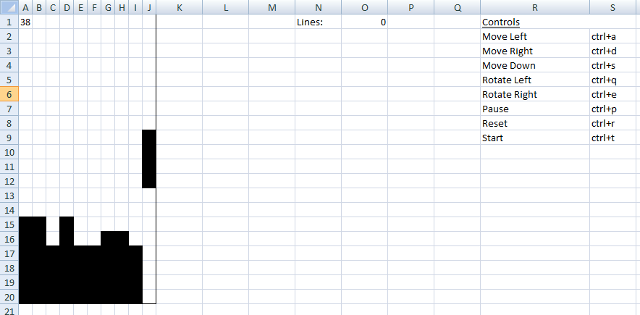 A B C D E F G H I J K L M N O P Q R S
1 38 Lines: 0 Controls
2 Move Left ctrl+a
3 Move Right ctrl+d
4 Move Down ctrl+s
5 Rotate Left ctrl+q
6 Rotate Right ctrl+e
7 Pause ctrl+p
8 Reset ctrl+r
9 Start ctrl+t
10
11
12
13
14
15
16
17
18
19
20
21